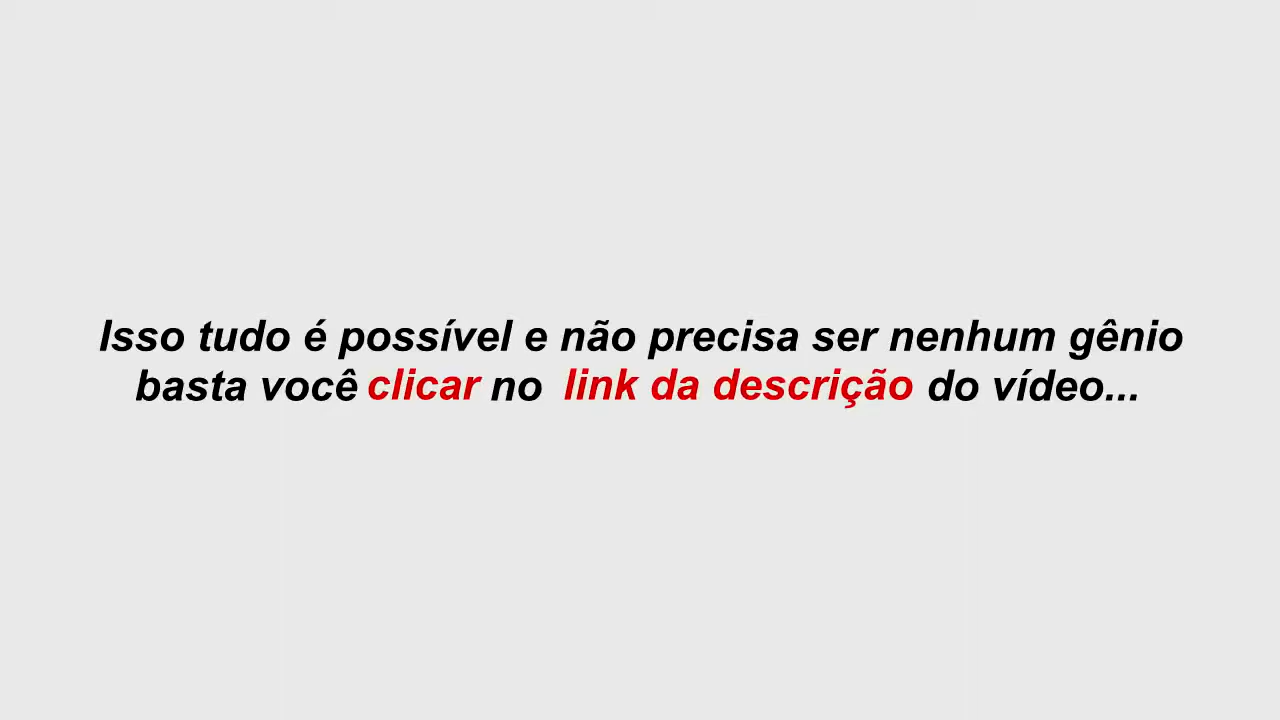 Isso tudo é possível e não precisa ser nenhum gênio
basta você clicar no link da descrição do vídeo...